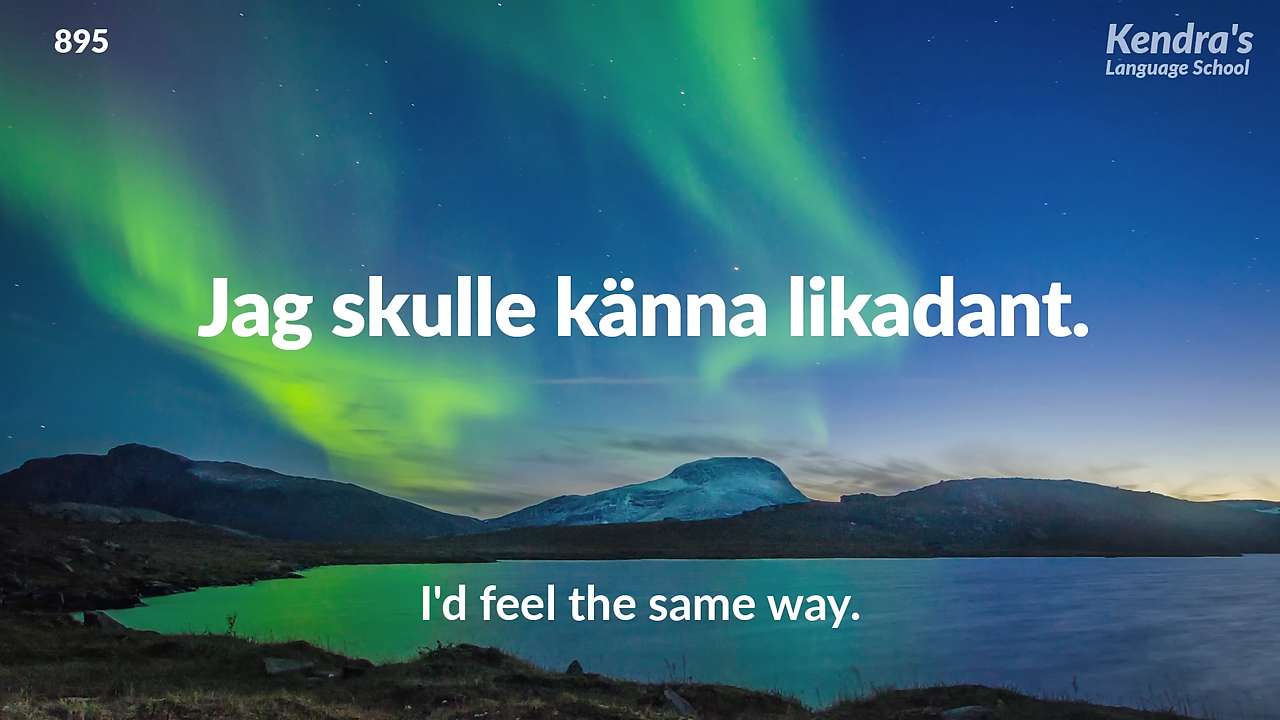 895
Kendra's
Language School
Jag skulle känna likadant.
I'd feel the same way.